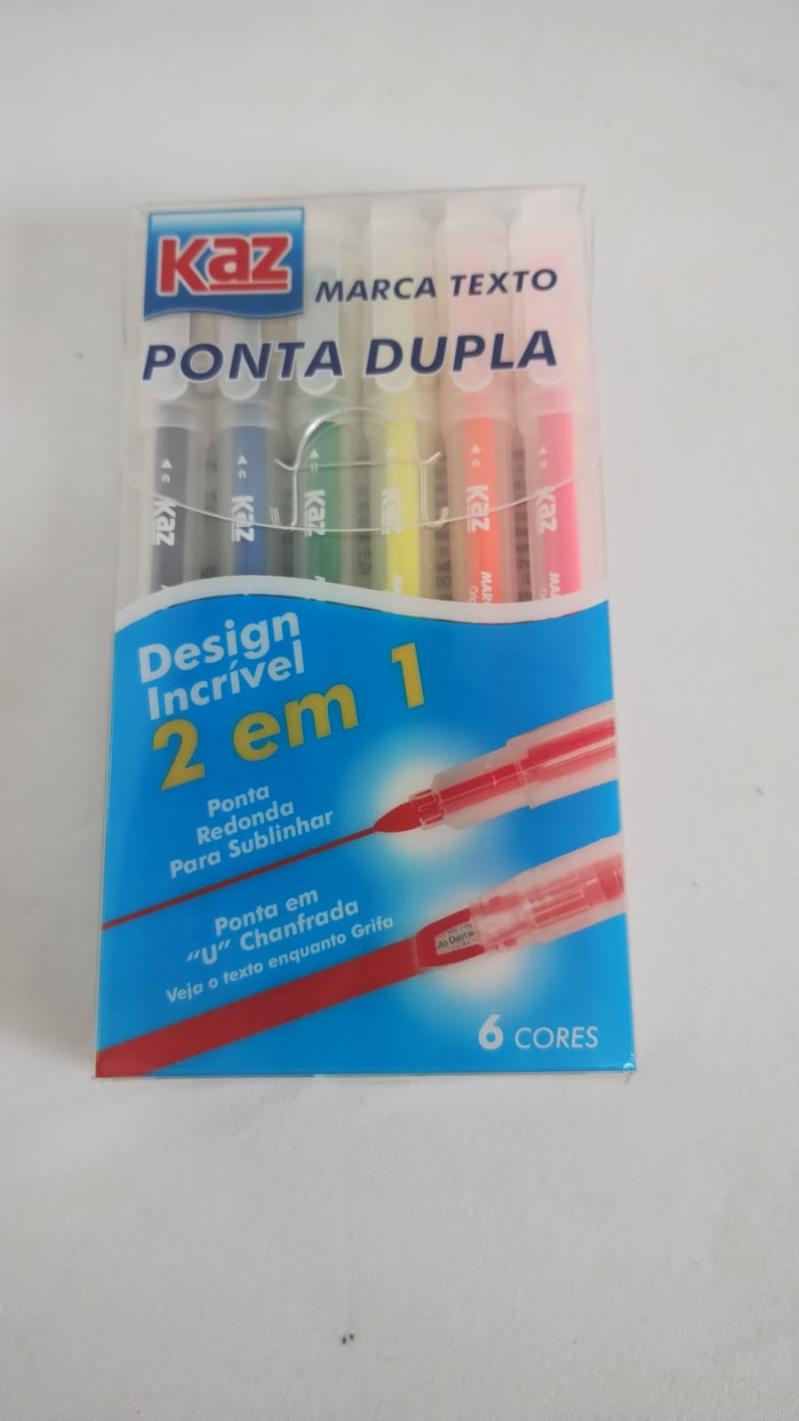 Kaz
MARCA TEXTO
PONTA DUPLA
Kaz
Kaz
Kaz
Kaz
Kaz
Kaz
Design
Incrível
2 em 1
Ponta
Redonda
Para Sublinhar
Ponta em
"U" Chanfrada
Veja o texto enquanto Grifa
6 CORES